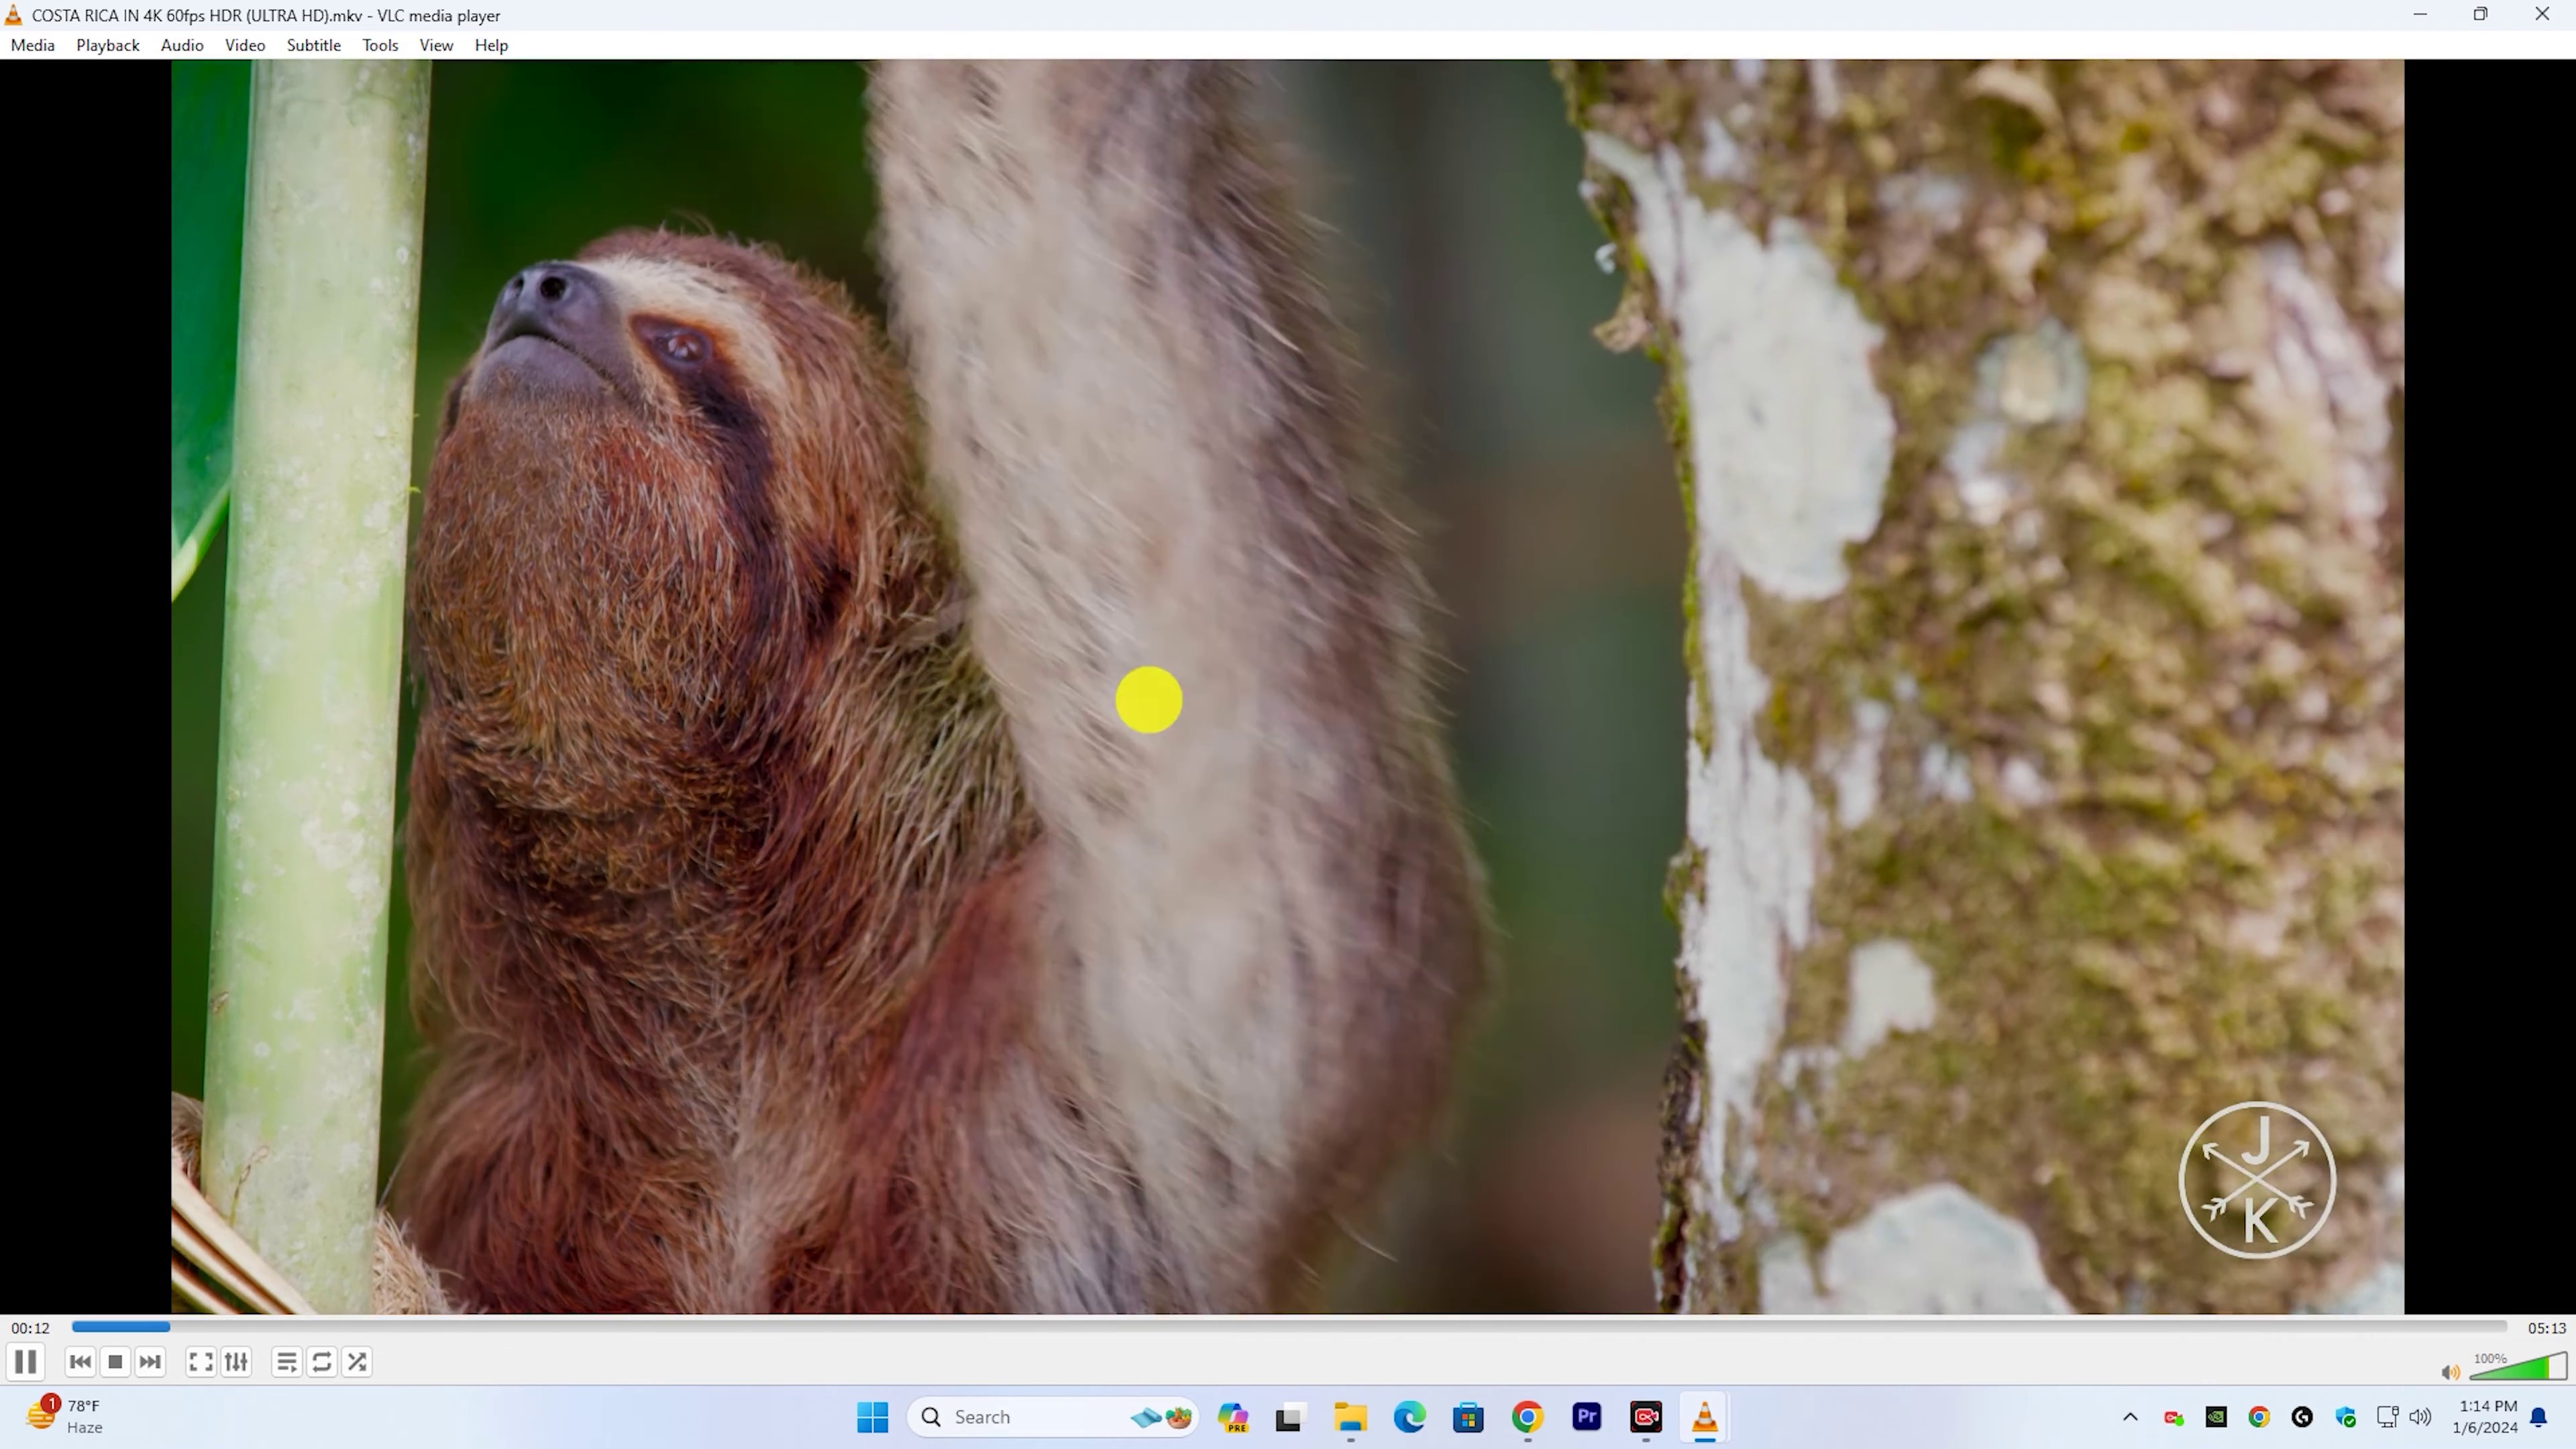 COSTA RICA IN 4K 60fps HDR (ULTRA HD).mkv - VLC media player
Media Playback Audio Video Subtitle Tools View Help
J
K
00:12
05:13
100%
1
78°F
Haze
Search
PRE
Pr
1:14 PM
1/6/2024